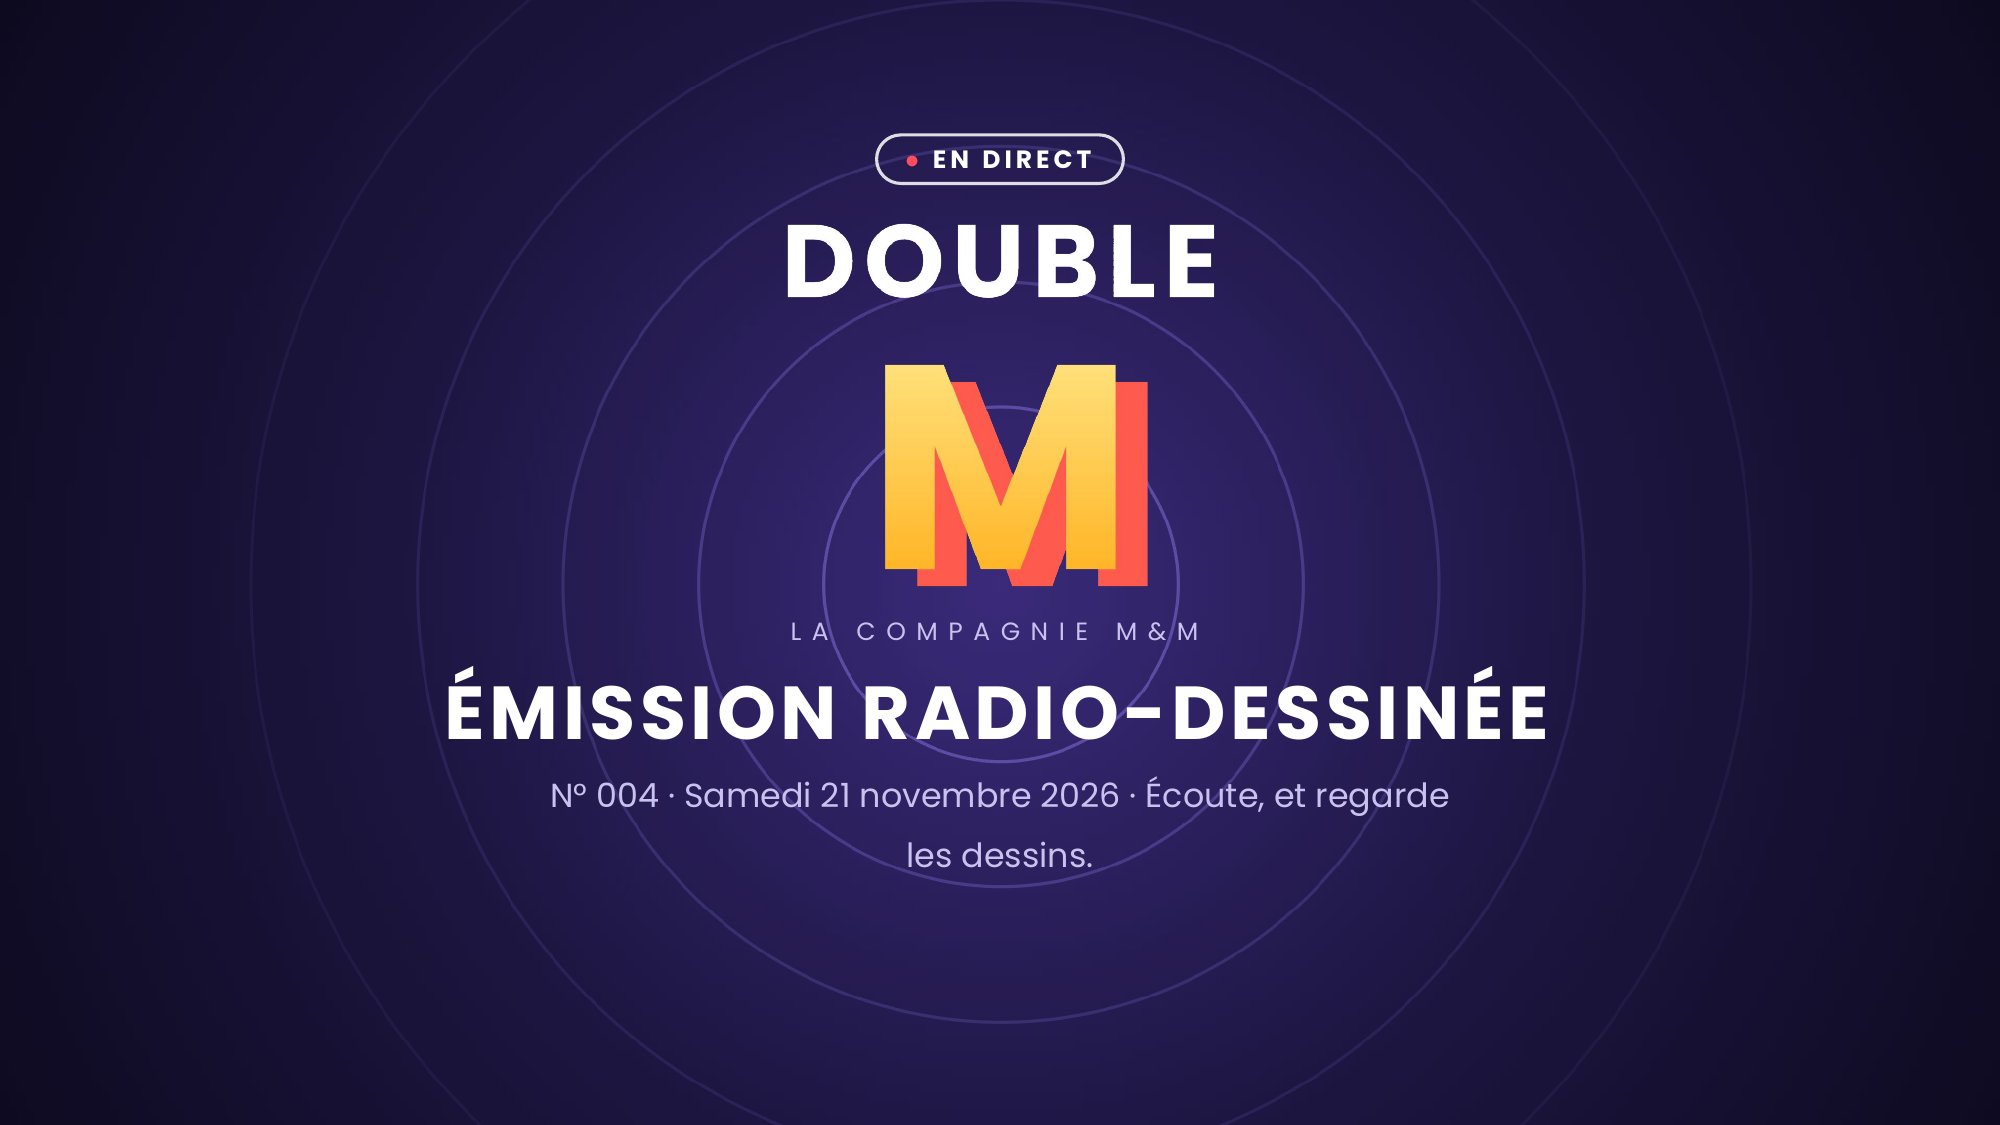 EN DIRECT
DOUBLE
M
LA COMPAGNIE M&M
ÉMISSION RADIO-DESSINÉE
N° 004 · Samedi 21 novembre 2026 · Écoute, et regarde
les dessins.